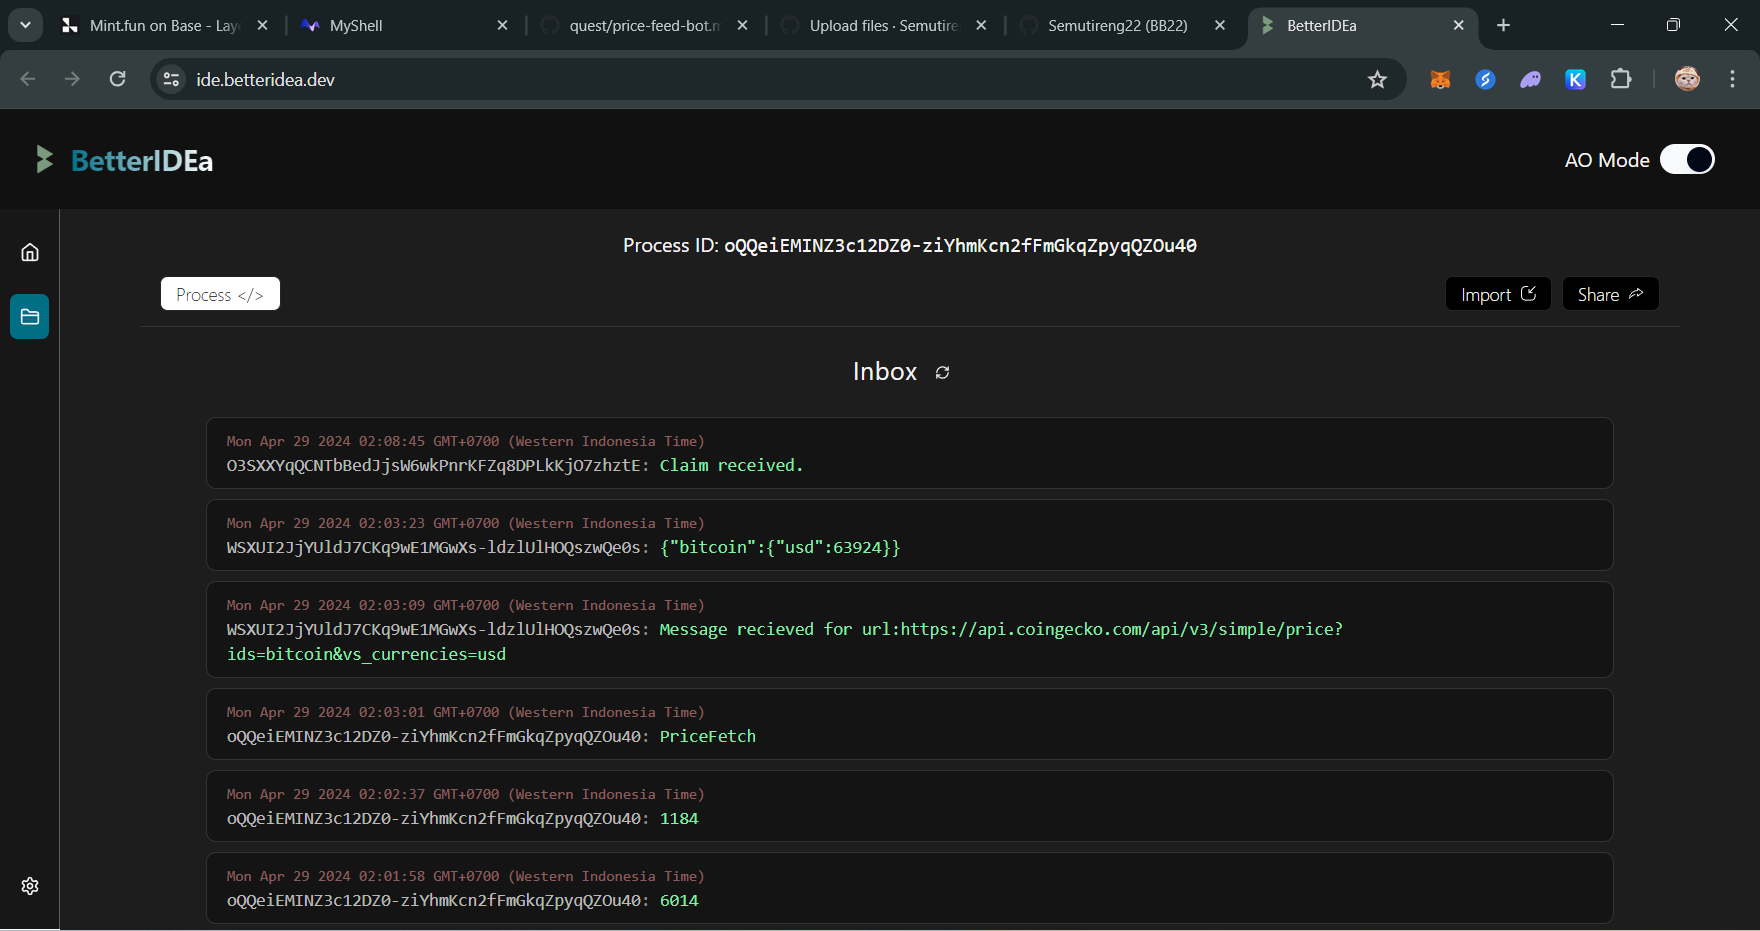 Mint.fun on Base - Lay
MyShell
quest/price-feed-bot.m
Upload files · Semutire
Semutireng22 (BB22)
BetterIDEa
ide.betteridea.dev
BetterIDEa
AO Mode
Process ID: oQQeiEMINZ3c12DZ0-ziYhmKcn2fFmGkqZpyqQZOu40
Process </>
Import
Share
Inbox
Mon Apr 29 2024 02:08:45 GMT+0700 (Western Indonesia Time)
O3SXXYqQCNTbBedJjsW6wkPnrKFZq8DPLkKjO7zhztE: Claim received.
Mon Apr 29 2024 02:03:23 GMT+0700 (Western Indonesia Time)
WSXUI2JjYUldJ7CKq9wE1MGwXs-ldzlUlHOQszwQe0s: {"bitcoin":{"usd":63924}}
Mon Apr 29 2024 02:03:09 GMT+0700 (Western Indonesia Time)
WSXUI2JjYUldJ7CKq9wE1MGwXs-ldzlUlHOQszwQe0s: Message recieved for url:https://api.coingecko.com/api/v3/simple/price?
ids=bitcoin&vs_currencies=usd
Mon Apr 29 2024 02:03:01 GMT+0700 (Western Indonesia Time)
oQQeiEMINZ3c12DZ0-ziYhmKcn2fFmGkqZpyqQZOu40: PriceFetch
Mon Apr 29 2024 02:02:37 GMT+0700 (Western Indonesia Time)
oQQeiEMINZ3c12DZ0-ziYhmKcn2fFmGkqZpyqQZOu40: 1184
Mon Apr 29 2024 02:01:58 GMT+0700 (Western Indonesia Time)
oQQeiEMINZ3c12DZ0-ziYhmKcn2fFmGkqZpyqQZOu40: 6014